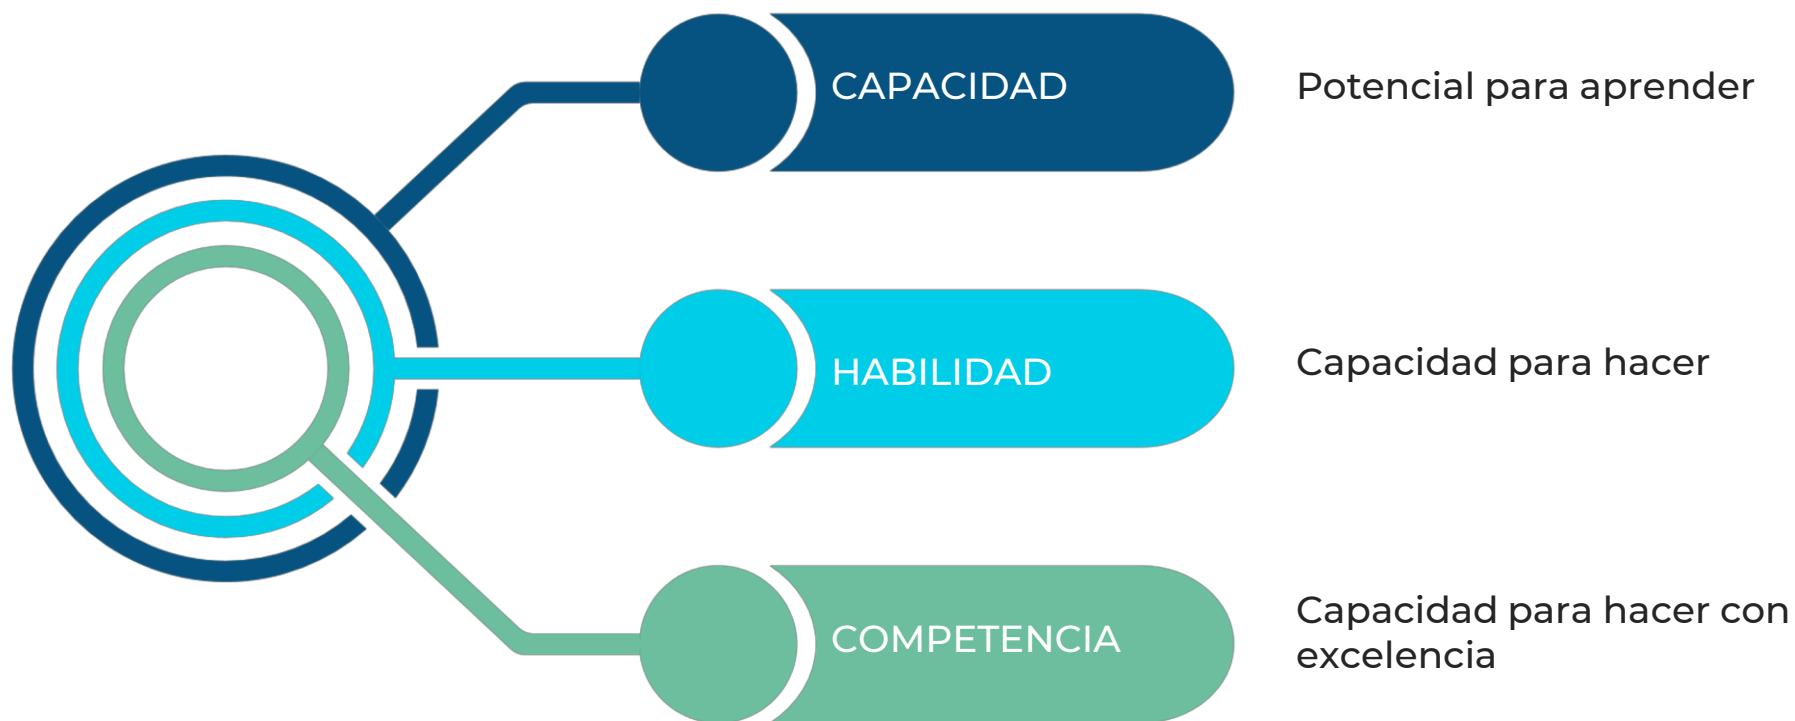 CAPACIDAD
Potencial para aprender
HABILIDAD
Capacidad para hacer
COMPETENCIA
Capacidad para hacer con
excelencia